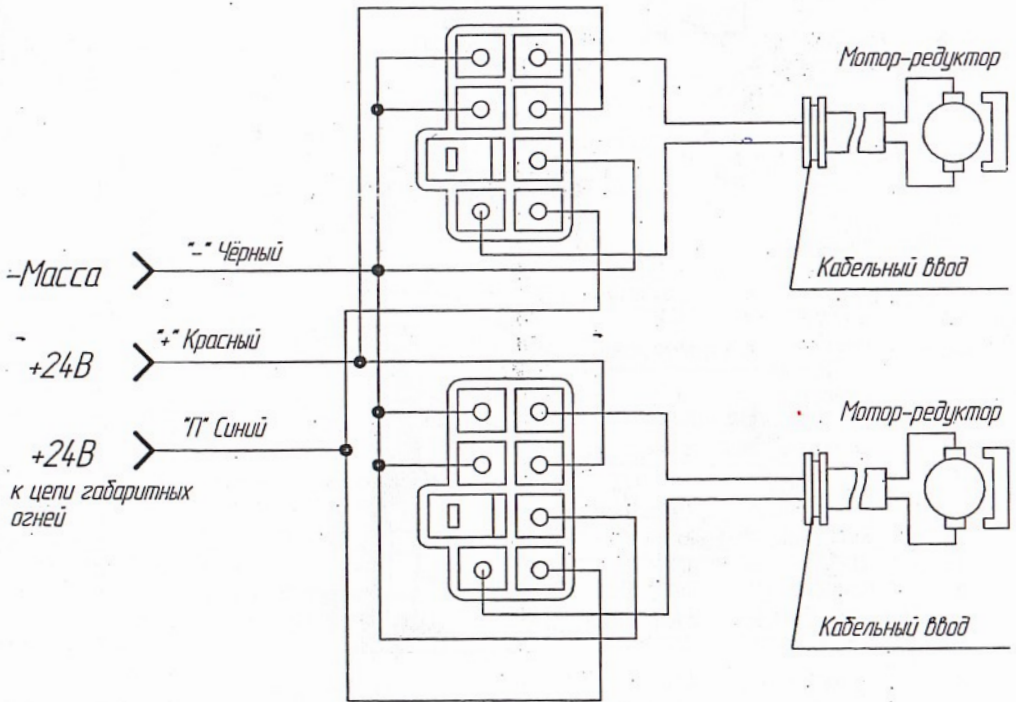 Мотор-редуктор
"-" Чёрный
-Масса
Кабельный ввод
"+" Красный
+24В
Мотор-редуктор
"П" Синий
+24В
к цепи габаритных
огней
Кабельный ввод